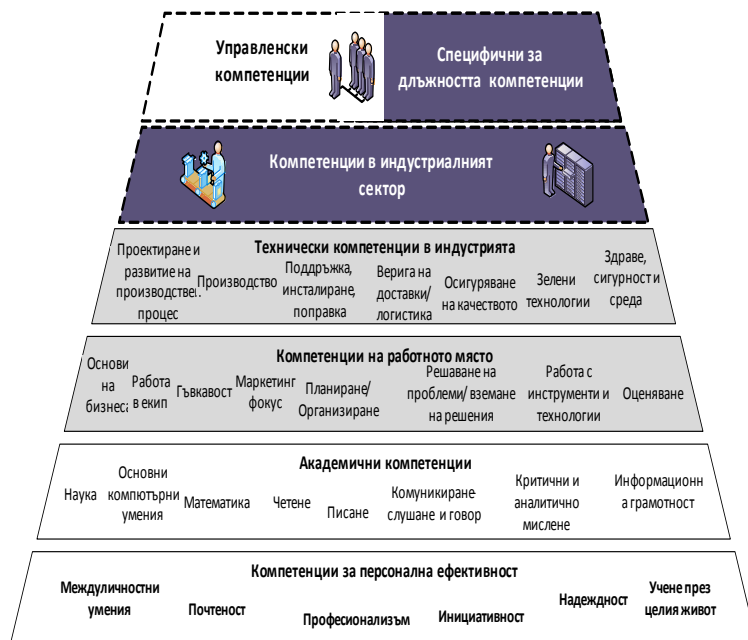 Управленски
компетенции
Специфични за
длъжността компетенции
Компетенции в индустриалният
сектор
Технически компетенции в индустрията
Проектиране и
развитие на
производствен
процес
Производство
Поддръжка,
инсталиране,
поправка
Верига на
доставки/
логистика
Осигуряване
на качеството
Зелени
технологии
Здраве,
сигурност и
среда
Компетенции на работното място
Основи
на
бизнеса
Работа
в екип
Гъвкавост
Маркетинг
фокус
Планиране/
Организиране
Решаване на
проблеми/ вземане
на решения
Работа с
инструменти и
технологии
Оценяване
Академични компетенции
Наука
Основни
компютърни
умения
Математика
Четене
Писане
Комуникиране
слушане и говор
Критични и
аналитично
мислене
Информационн
а грамотност
Компетенции за персонална ефективност
Междуличностни
умения
Почтеност
Професионализъм
Инициативност
Надеждност
Учене през
целия живот